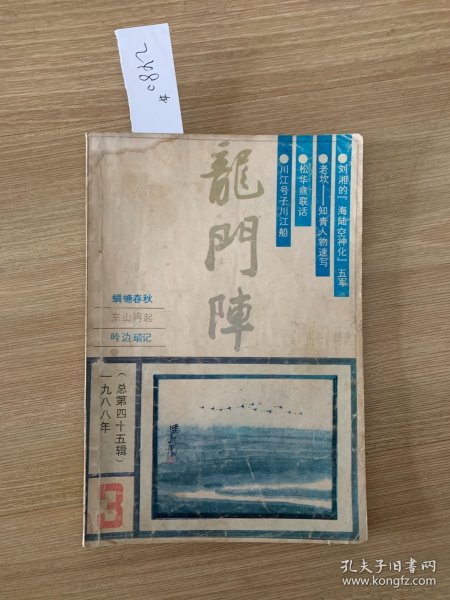 龍門陣
●刘湘的『海陆空神化』五军
●老坎——知青人物速写
●松华斋联话
●川江号子川江船
蜩螗春秋
东山再起
吟边琐记
一九八八年
（总第四十五辑）
3
孔夫子旧书网
www.kongfz.com